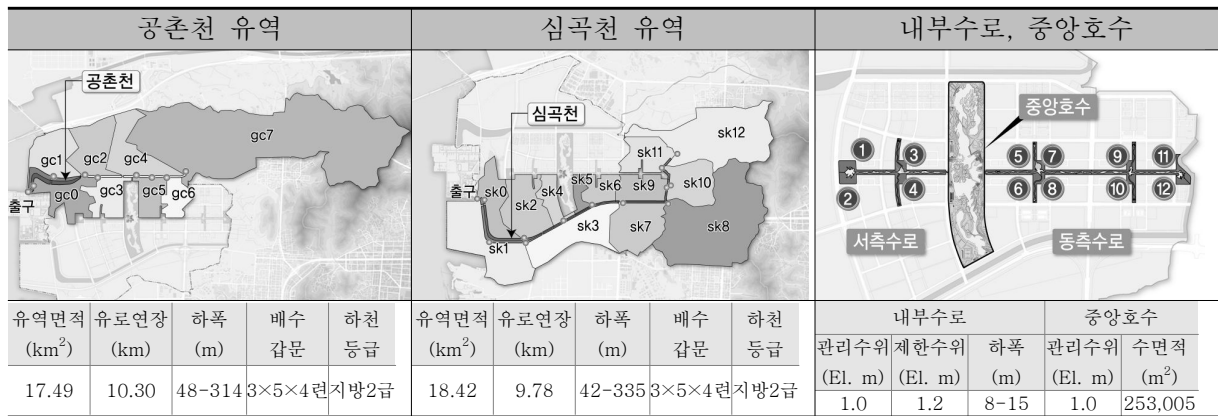 공촌천 유역 심곡천 유역 내부수로, 중앙호수
공촌천
gc7
gc1 gc2 gc4
gc0 gc3 gc5 gc6
출구
심곡천
sk12
sk11
sk0 sk4 sk5 sk6 sk9 sk10
출구
sk2
sk1 sk3 sk7 sk8
중앙호수
1 3 5 7 9 11
2 4 6 8 10 12
서측수로 동측수로
유역면적 유로연장 하폭 배수 하천
(km²) (km) (m) 갑문 등급
17.49 10.30 48-314 3×5×4련 지방2급
유역면적 유로연장 하폭 배수 하천
(km²) (km) (m) 갑문 등급
18.42 9.78 42-335 3×5×4련 지방2급
내부수로 중앙호수
관리수위 제한수위 하폭 관리수위 수면적
(El. m) (El. m) (m) (El. m) (m²)
1.0 1.2 8-15 1.0 253,005